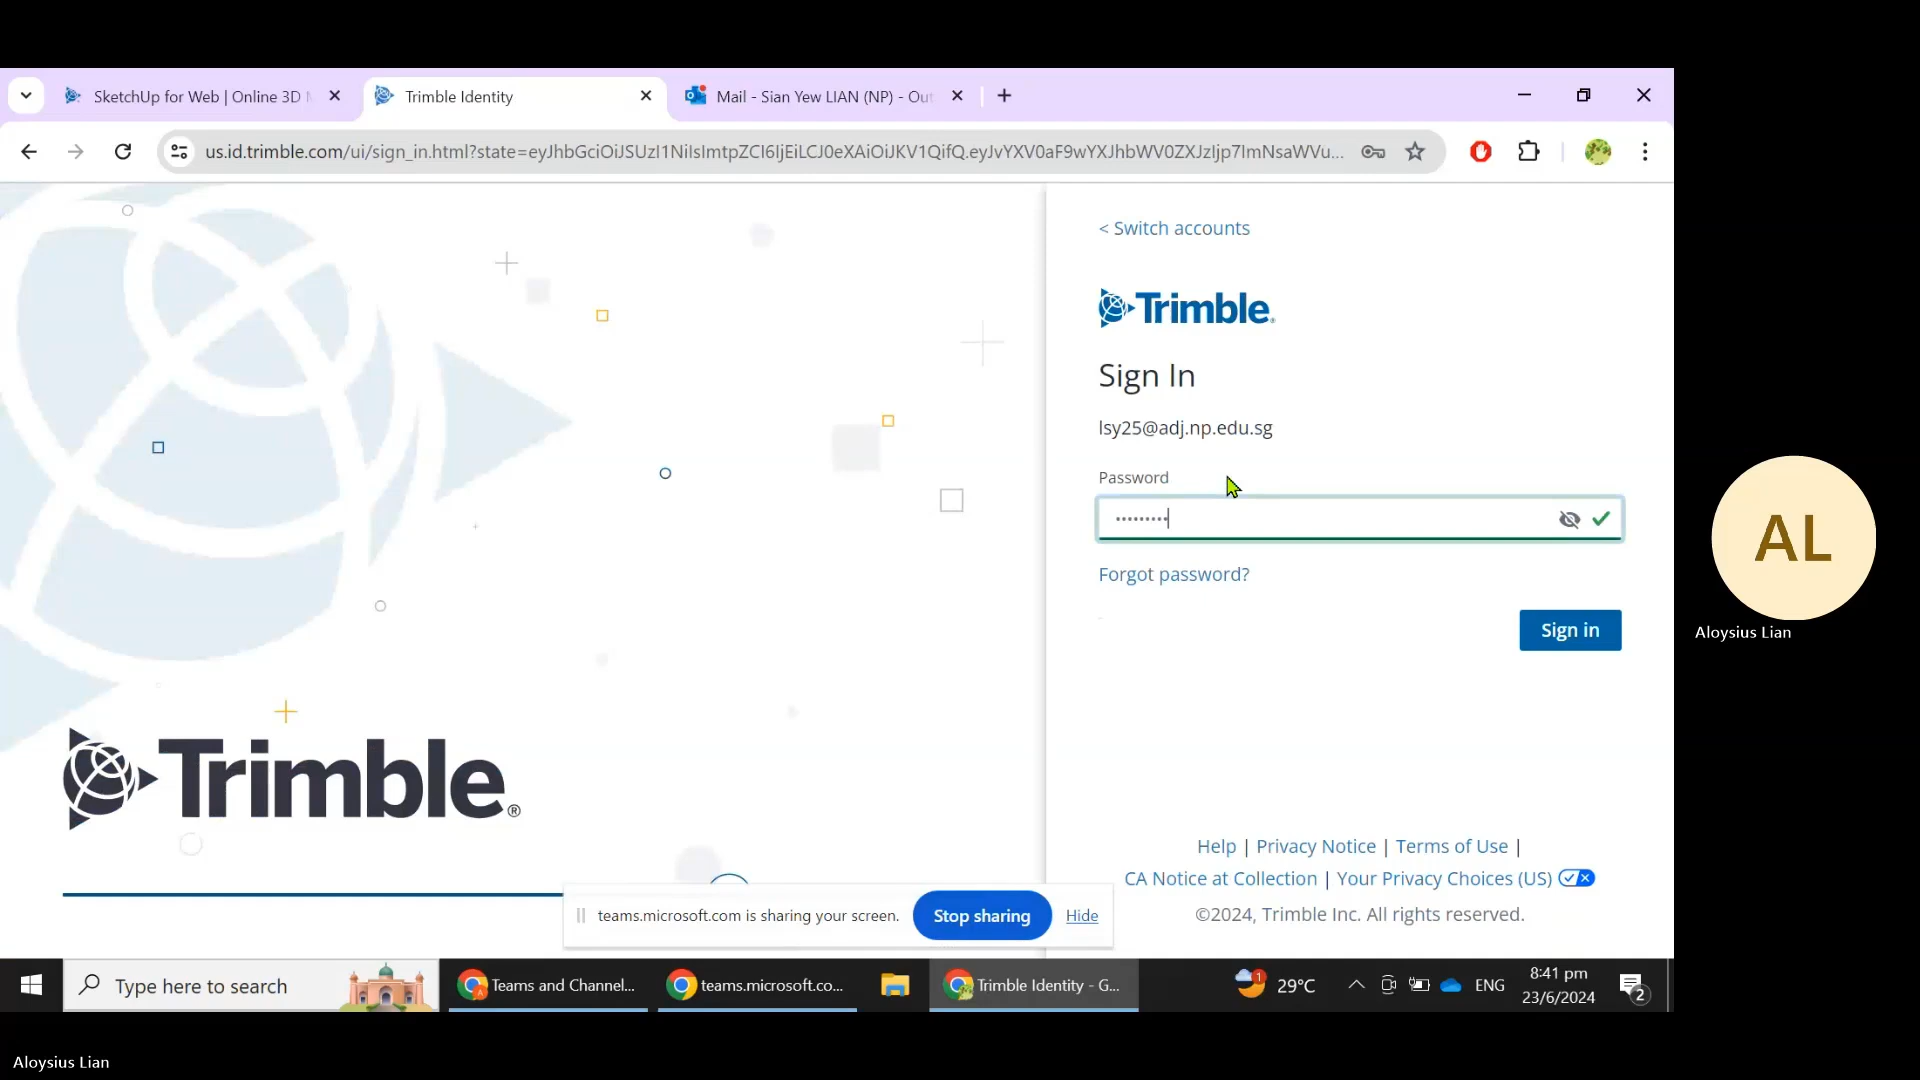 SketchUp for Web | Online 3D M
Trimble Identity
Mail - Sian Yew LIAN (NP) - Out
us.id.trimble.com/ui/sign_in.html?state=eyJhbGciOiJSUzI1NiIsImtpZCI6IjEiLCJ0eXAiOiJKV1QifQ.eyJvYXV0aF9wYXJhbWV0ZXJzIjp7ImNsaWVu...
< Switch accounts
Trimble
Sign In
lsy25@adj.np.edu.sg
Password
•••••••••
Forgot password?
Sign in
AL
Aloysius Lian
Trimble®
Help | Privacy Notice | Terms of Use |
CA Notice at Collection | Your Privacy Choices (US)
©2024, Trimble Inc. All rights reserved.
teams.microsoft.com is sharing your screen.
Stop sharing
Hide
Type here to search
Teams and Channel...
teams.microsoft.co...
Trimble Identity - G...
1
29°C
ENG
8:41 pm
23/6/2024
2
Aloysius Lian